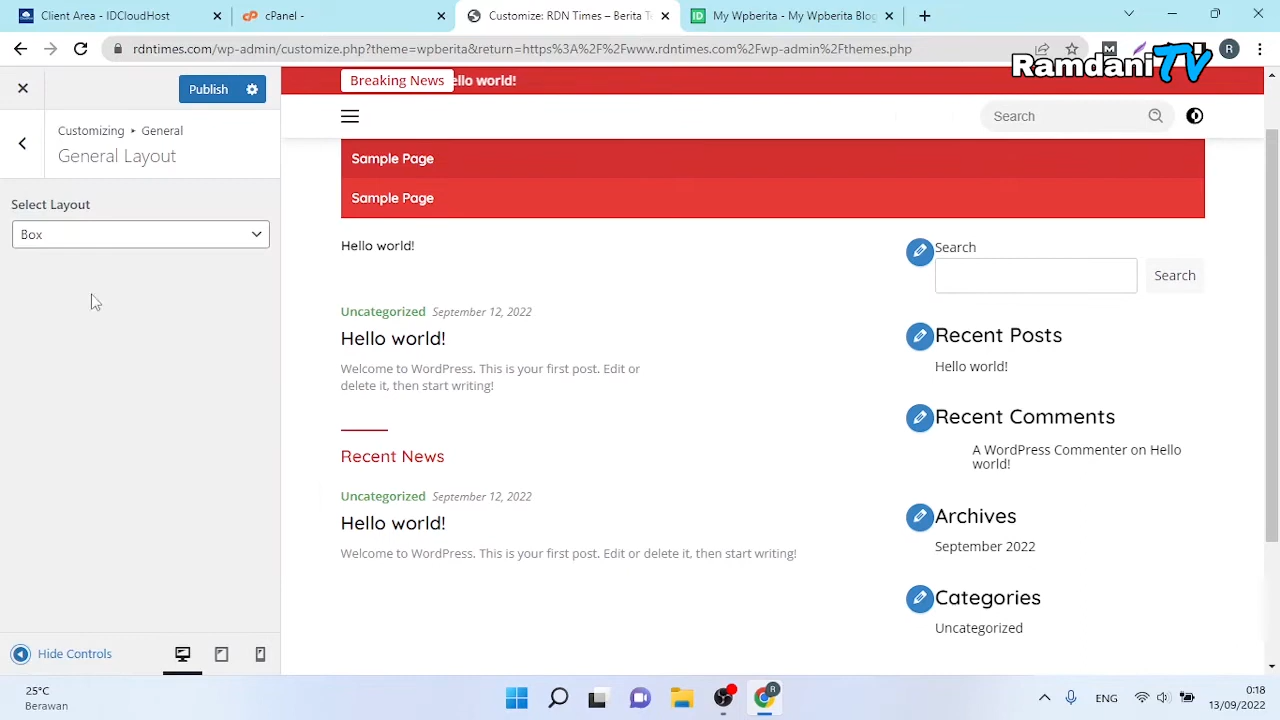 Client Area - IDCloudHost
cPanel -
Customize: RDN Times – Berita T
My Wpberita - My Wpberita Blog
rdntimes.com/wp-admin/customize.php?theme=wpberita&return=https%3A%2F%2Fwww.rdntimes.com%2Fwp-admin%2Fthemes.php
R
Ramdani TV
Publish
Breaking News
ello world!
Customizing ▸ General
General Layout
Search
Sample Page
Sample Page
Select Layout
Box
Hello world!
Uncategorized September 12, 2022
Hello world!
Welcome to WordPress. This is your first post. Edit or
delete it, then start writing!
Recent News
Uncategorized September 12, 2022
Hello world!
Welcome to WordPress. This is your first post. Edit or delete it, then start writing!
Search
Search
Recent Posts
Hello world!
Recent Comments
A WordPress Commenter on Hello
world!
Archives
September 2022
Categories
Uncategorized
Hide Controls
25°C
Berawan
R
ENG
0:18
13/09/2022